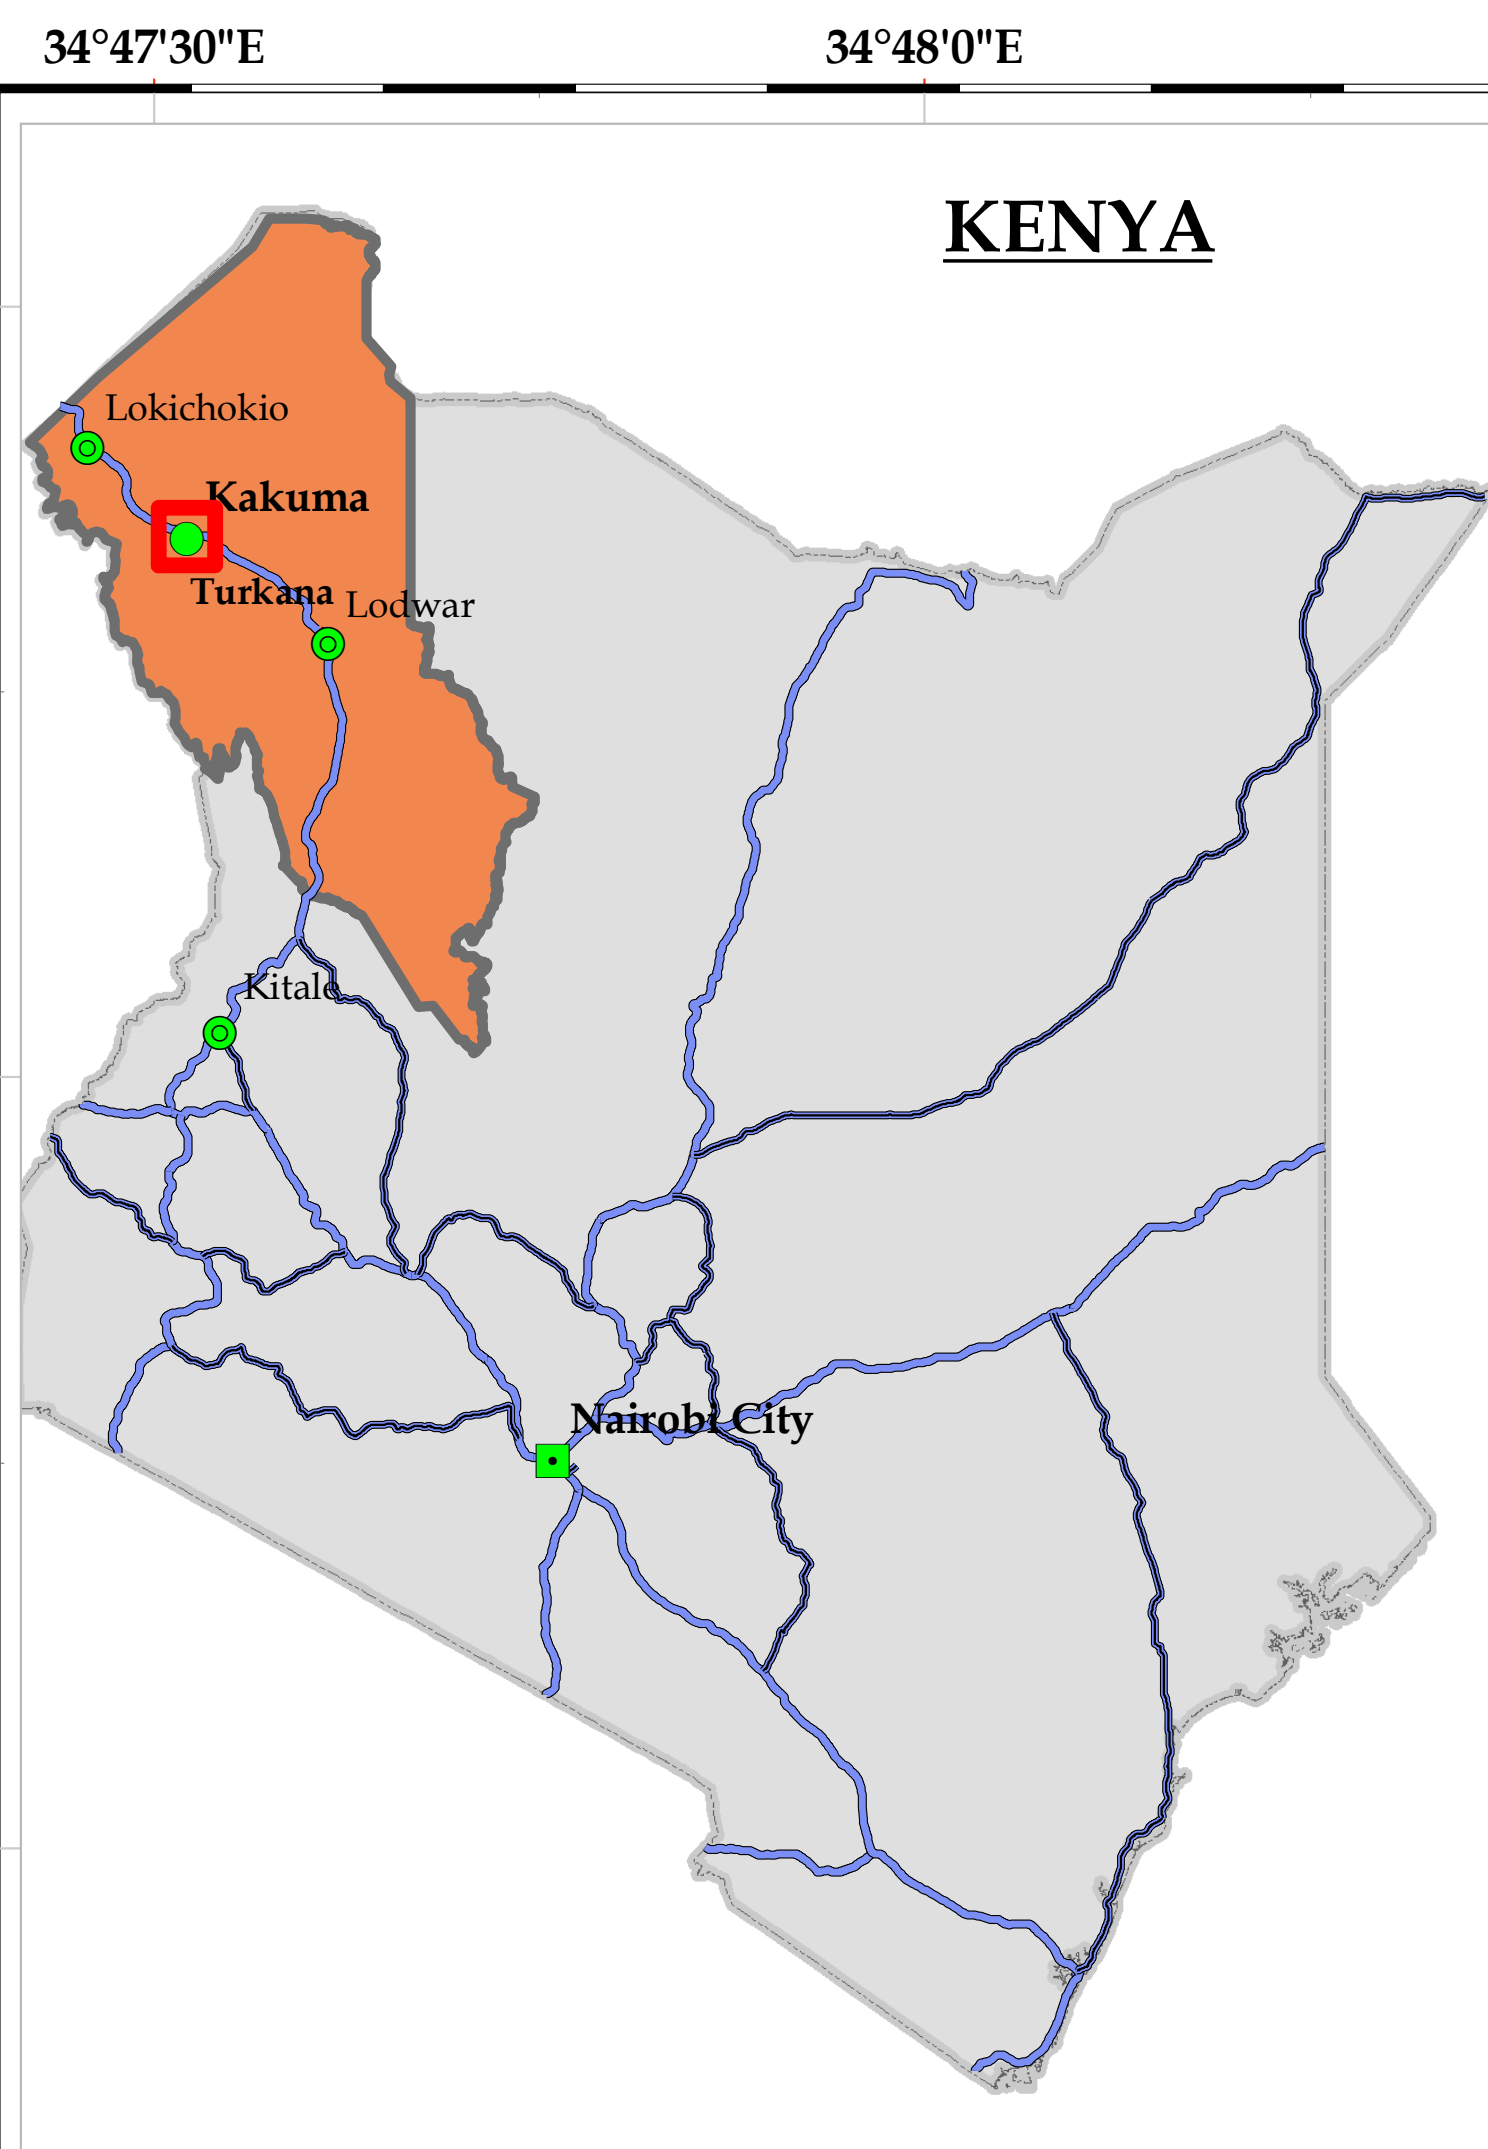 34°47'30"E
34°48'0"E
KENYA
Lokichokio
Kakuma
Turkana
Lodwar
Kitale
Nairobi City